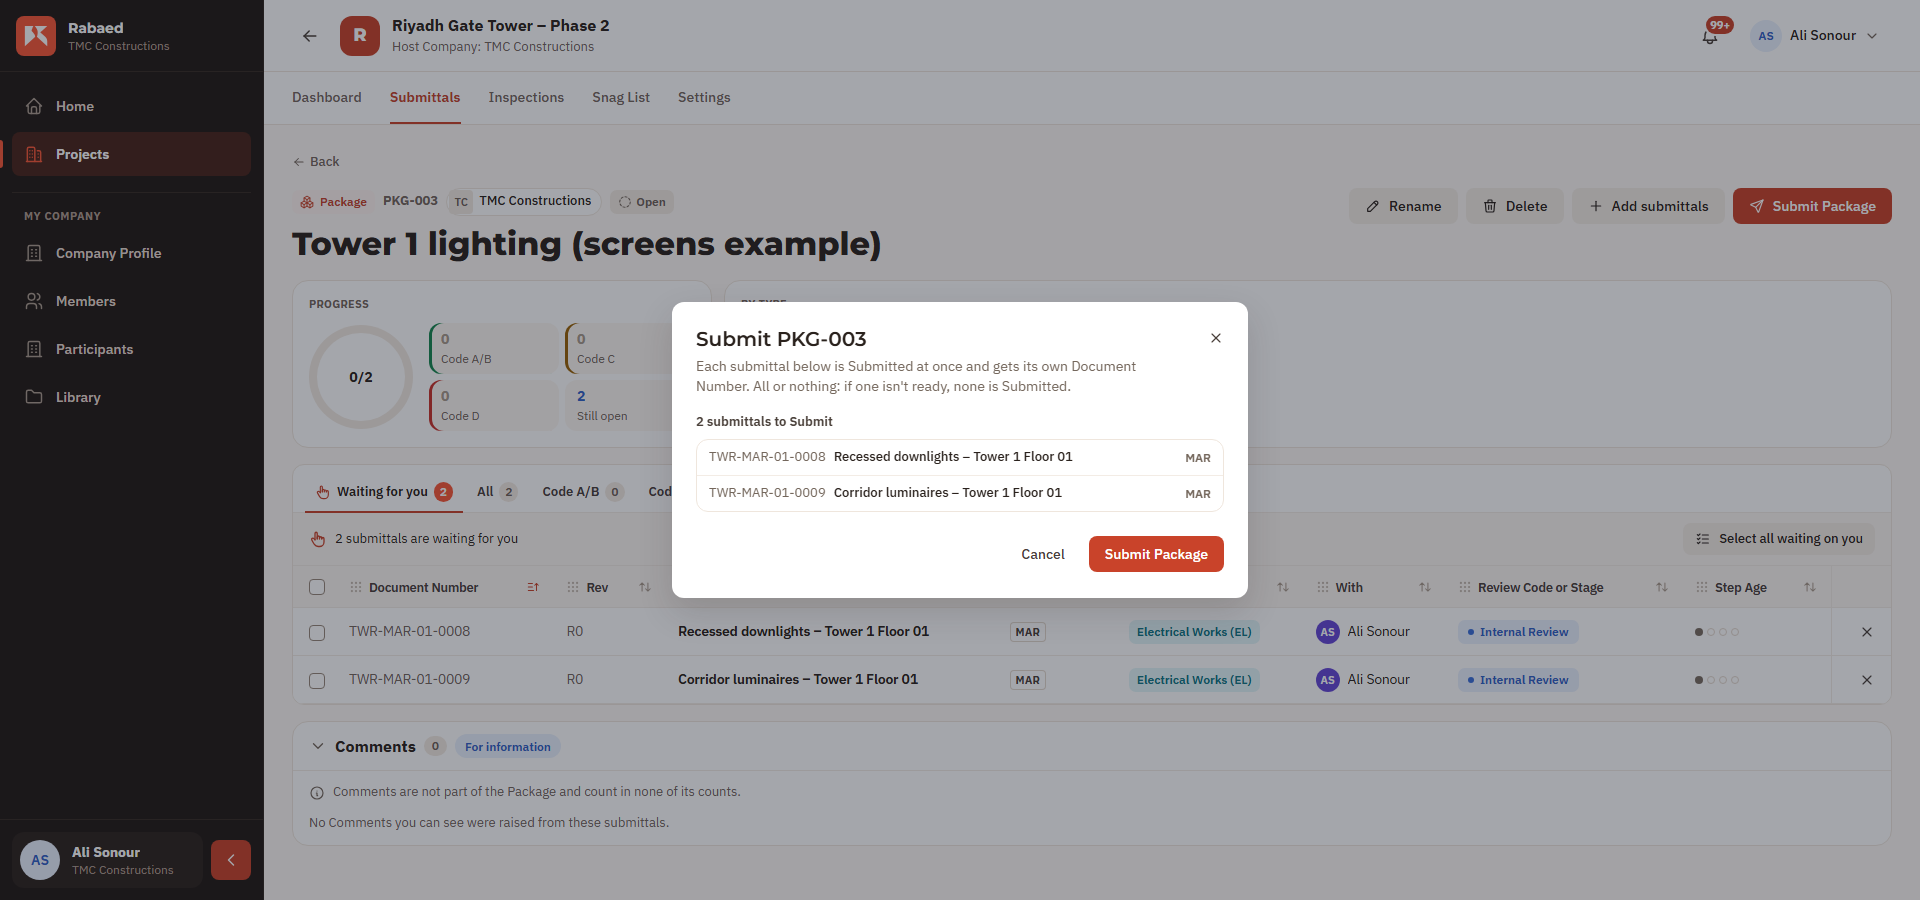 Rabaed
TMC Constructions
Home
Projects
MY COMPANY
Company Profile
Members
Participants
Library
AS
Ali Sonour
TMC Constructions
R
Riyadh Gate Tower – Phase 2
Host Company: TMC Constructions
99+
AS
Ali Sonour
Dashboard
Submittals
Inspections
Snag List
Settings
Back
Package
PKG-003
TC
TMC Constructions
Open
Rename
Delete
Add submittals
Submit Package
Tower 1 lighting (screens example)
PROGRESS
0/2
0
Code A/B
0
Code C
0
Code D
2
Still open
BY TYPE
Submit PKG-003
Each submittal below is Submitted at once and gets its own Document
Number. All or nothing: if one isn't ready, none is Submitted.
2 submittals to Submit
TWR-MAR-01-0008 Recessed downlights – Tower 1 Floor 01 MAR
TWR-MAR-01-0009 Corridor luminaires – Tower 1 Floor 01 MAR
Cancel
Submit Package
Waiting for you 2
All 2
Code A/B 0
Cod
2 submittals are waiting for you
Select all waiting on you
Document Number
Rev
With
Review Code or Stage
Step Age
TWR-MAR-01-0008 R0 Recessed downlights – Tower 1 Floor 01 MAR Electrical Works (EL) AS Ali Sonour Internal Review
TWR-MAR-01-0009 R0 Corridor luminaires – Tower 1 Floor 01 MAR Electrical Works (EL) AS Ali Sonour Internal Review
Comments 0 For information
Comments are not part of the Package and count in none of its counts.
No Comments you can see were raised from these submittals.